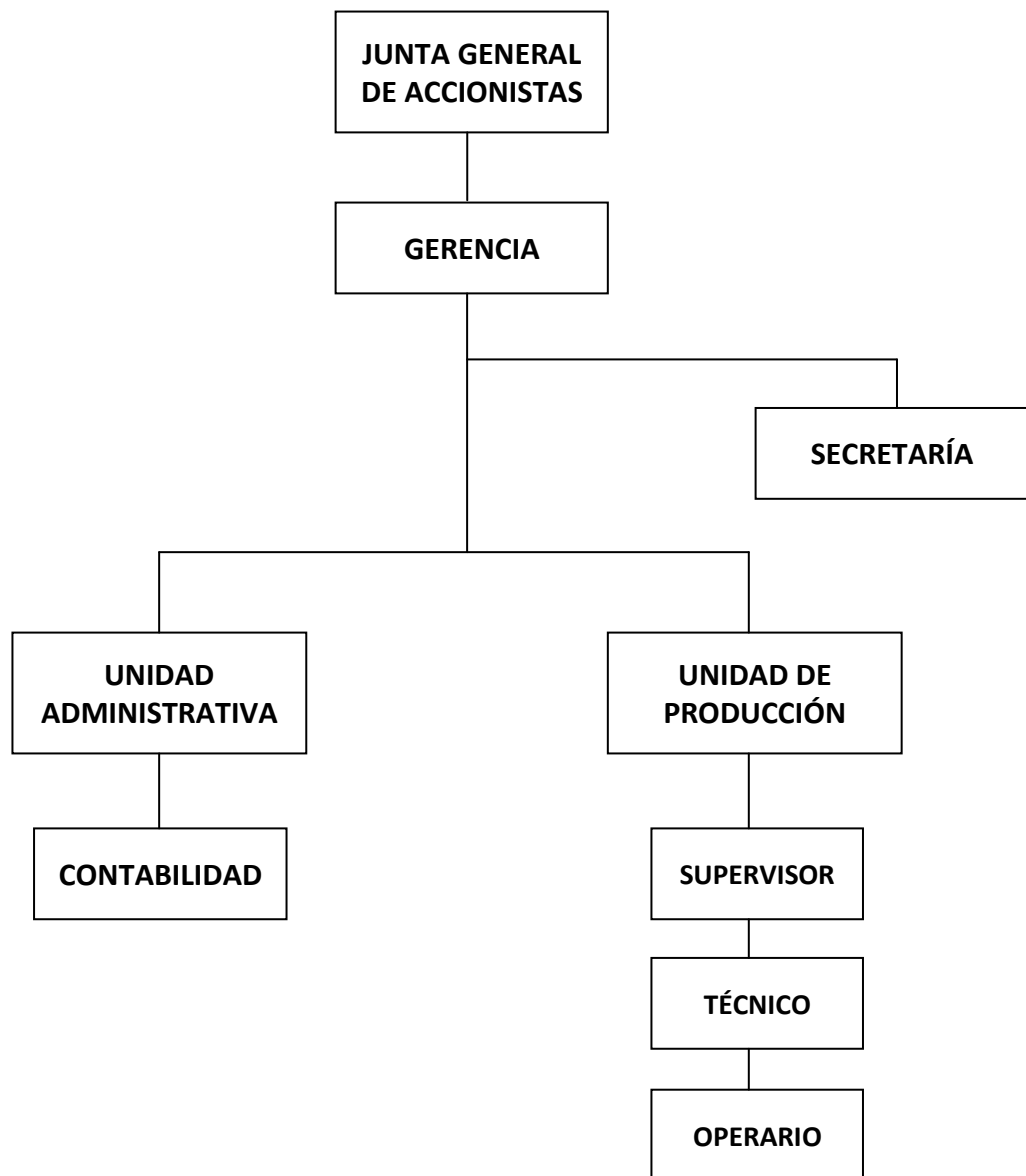 JUNTA GENERAL
DE ACCIONISTAS
GERENCIA
SECRETARÍA
UNIDAD
ADMINISTRATIVA
UNIDAD DE
PRODUCCIÓN
CONTABILIDAD
SUPERVISOR
TÉCNICO
OPERARIO